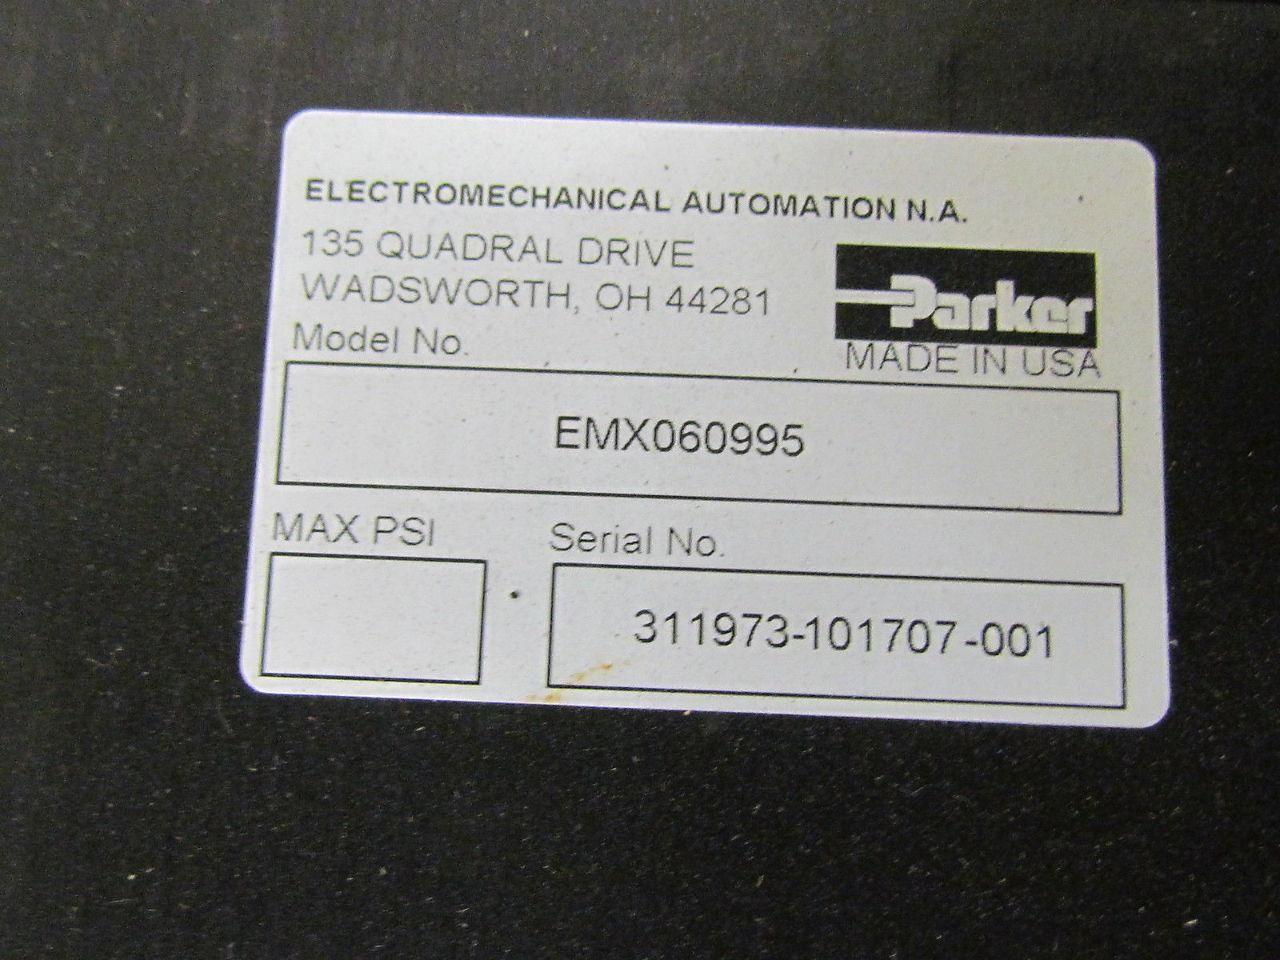 ELECTROMECHANICAL AUTOMATION N.A.
135 QUADRAL DRIVE
WADSWORTH, OH 44281
Parker
MADE IN USA
Model No.
EMX060995
MAX PSI
Serial No.
311973-101707-001